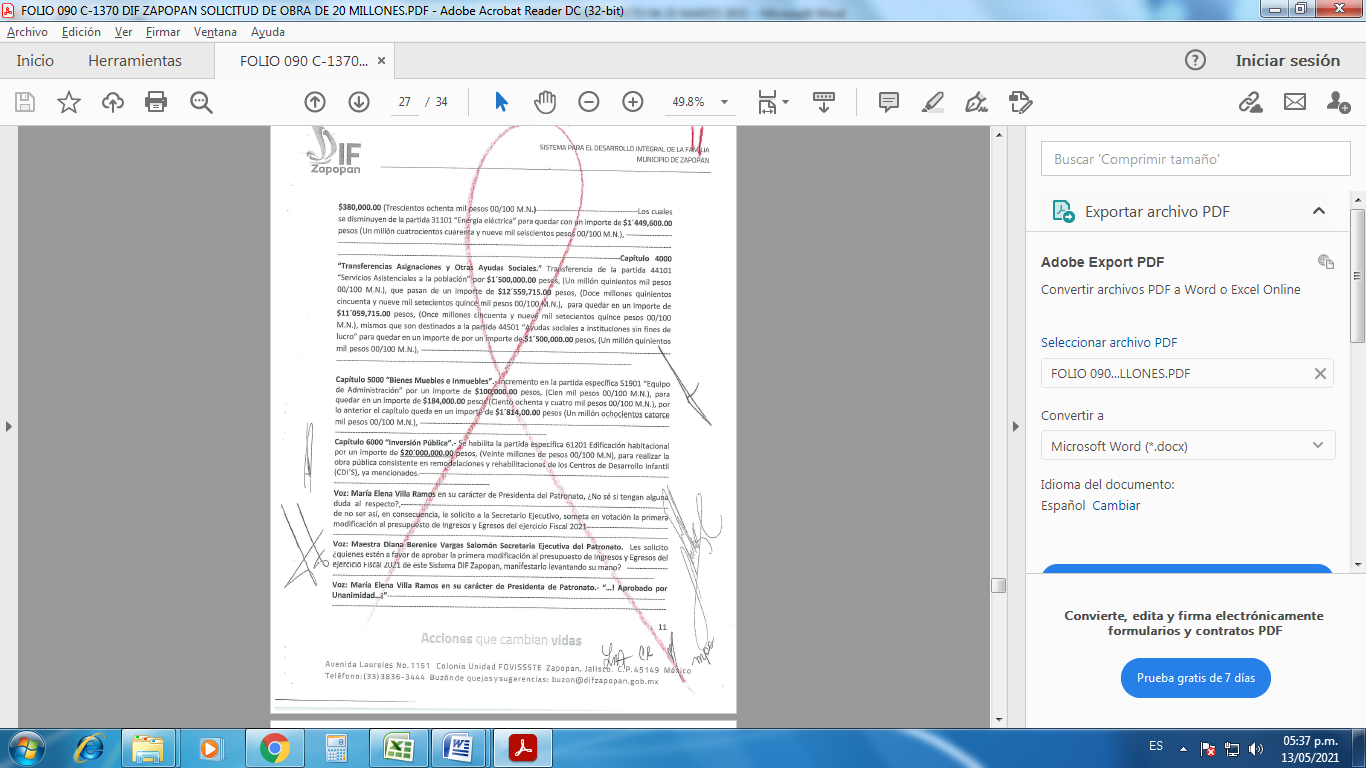 FOLIO 090 C-1370 DIF ZAPOPAN SOLICITUD DE OBRA DE 20 MILLONES.PDF - Adobe Acrobat Reader DC (32-bit)
Archivo Edición Ver Firmar Ventana Ayuda
Inicio Herramientas FOLIO 090 C-1370... × Iniciar sesión
27 / 34 49.8%
DIF
Zapopan
SISTEMA PARA EL DESARROLLO INTEGRAL DE LA FAMILIA
MUNICIPIO DE ZAPOPAN
$380,000.00 (Trescientos ochenta mil pesos 00/100 M.N.)----------------------------------Los cuales
se disminuyen de la partida 31101 "Energía eléctrica" para quedar con un importe de $1´449,600.00
pesos (Un millón cuatrocientos cuarenta y nueve mil seiscientos pesos 00/100 M.N.), -----------------
---------------------------------------------------------------------------------------Capítulo 4000
"Transferencias Asignaciones y Otras Ayudas Sociales." Transferencia de la partida 44101
"Servicios Asistenciales a la población" por $1´500,000.00 pesos, (Un millón quinientos mil pesos
00/100 M.N.), que pasan de un importe de $12´559,715.00 pesos, (Doce millones quinientos
cincuenta y nueve mil setecientos quince mil pesos 00/100 M.N.), para quedar en un importe de
$11´059,715.00 pesos, (Once millones cincuenta y nueve mil setecientos quince pesos 00/100
M.N.), mismos que son destinados a la partida 44501 "Ayudas sociales a instituciones sin fines de
lucro" para quedar en un importe de por un importe de $1´500,000.00 pesos, (Un millón quinientos
mil pesos 00/100 M.N.), ------------------------------------------------------------
Capítulo 5000 "Bienes Muebles e Inmuebles".- Incremento en la partida específica 51901 "Equipo
de Administración" por un importe de $100,000.00 pesos, (Cien mil pesos 00/100 M.N.), para
quedar en un importe de $184,000.00 pesos (Ciento ochenta y cuatro mil pesos 00/100 M.N.), por
lo anterior el capítulo queda en un importe de $1´814,00.00 pesos (Un millón ochocientos catorce
mil pesos 00/100 M.N.), ------------------------------------------------------------
Capítulo 6000 "Inversión Pública".- Se habilita la partida específica 61201 Edificación habitacional
por un importe de $20´000,000.00 pesos, (Veinte millones de pesos 00/100 M.N), para realizar la
obra pública consistente en remodelaciones y rehabilitaciones de los Centros de Desarrollo Infantil
(CDI'S), ya mencionados.------------------------------------------------------------
Voz: María Elena Villa Ramos en su carácter de Presidenta del Patronato, ¿No sé si tengan alguna
duda al respecto?,------------------------------------------------------------
de no ser así, en consecuencia, le solicito a la Secretario Ejecutivo, someta en votación la primera
modificación al presupuesto de Ingresos y Egresos del ejercicio Fiscal 2021--------------------------
Voz: Maestra Diana Berenice Vargas Salomón Secretaria Ejecutiva del Patronato. Les solicito
¿quienes estén a favor de aprobar la primera modificación al presupuesto de Ingresos y Egresos del
ejercicio Fiscal 2021 de este Sistema DIF Zapopan, manifestarlo levantando su mano? --------------
Voz: María Elena Villa Ramos en su carácter de Presidenta de Patronato.- "...! Aprobado por
Unanimidad...¡"------------------------------------------------------------
11
Acciones que cambian vidas
Avenida Laureles No. 1151 Colonia Unidad FOVISSSTE Zapopan, Jalisco. C.P. 45149 México
Teléfono: (33) 3836-3444 Buzón de quejas y sugerencias: buzon@difzapopan.gob.mx
Buscar 'Comprimir tamaño'
Exportar archivo PDF
Adobe Export PDF
Convertir archivos PDF a Word o Excel Online
Seleccionar archivo PDF
FOLIO 090...LLONES.PDF
Convertir a
Microsoft Word (*.docx)
Idioma del documento:
Español Cambiar
Convierte, edita y firma electrónicamente
formularios y contratos PDF
Prueba gratis de 7 días
ES 05:37 p.m.
13/05/2021